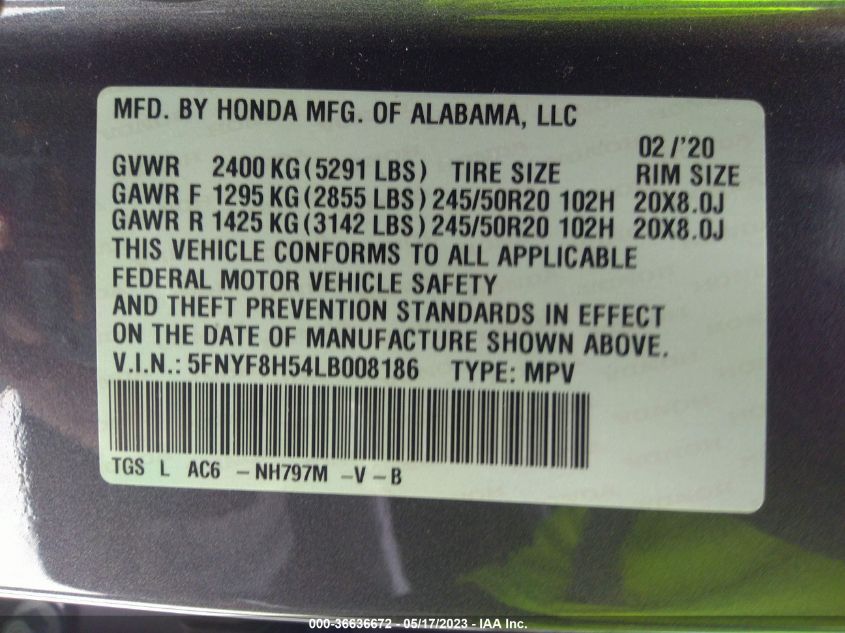 MFD. BY HONDA MFG. OF ALABAMA, LLC
02 /'20
GVWR 2400 KG (5291 LBS) TIRE SIZE RIM SIZE
GAWR F 1295 KG (2855 LBS) 245/50R20 102H 20X8.0J
GAWR R 1425 KG (3142 LBS) 245/50R20 102H 20X8.0J
THIS VEHICLE CONFORMS TO ALL APPLICABLE
FEDERAL MOTOR VEHICLE SAFETY
AND THEFT PREVENTION STANDARDS IN EFFECT
ON THE DATE OF MANUFACTURE SHOWN ABOVE.
V.I.N.: 5FNYF8H54LB008186 TYPE: MPV
TGS L AC6 - NH797M - V - B
000-36636672 - 05/17/2023 - IAA Inc.